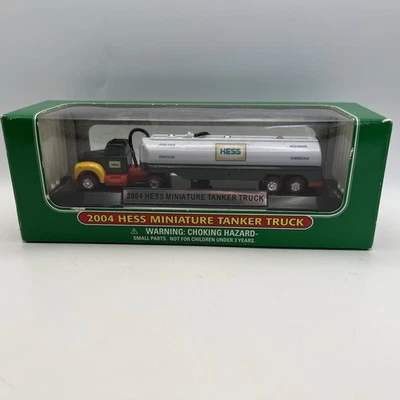 HESS
2004 HESS MINIATURE TANKER TRUCK
2004 HESS MINIATURE TANKER TRUCK
WARNING: CHOKING HAZARD-
SMALL PARTS. NOT FOR CHILDREN UNDER 3 YEARS.